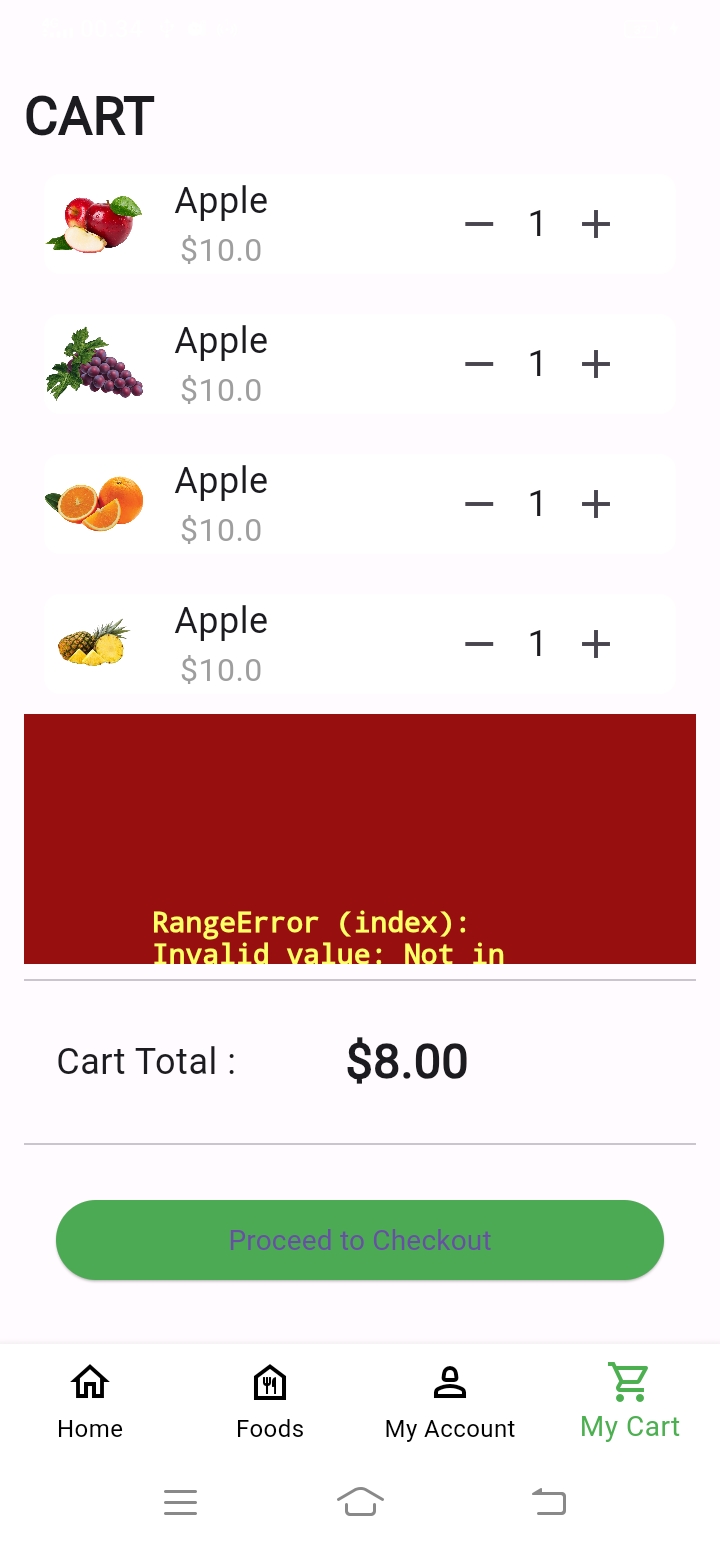 CART
Apple
$10.0
1
Apple
$10.0
1
Apple
$10.0
1
Apple
$10.0
1
RangeError (index):
Invalid value: Not in
Cart Total :
$8.00
Proceed to Checkout
Home
Foods
My Account
My Cart